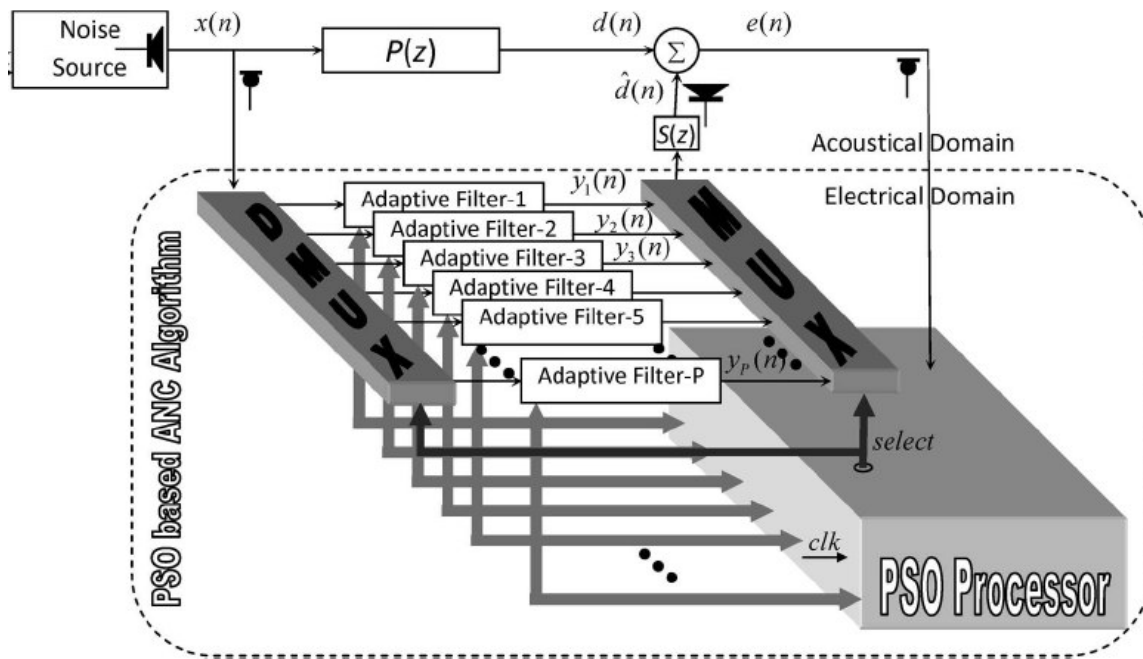 Noise
Source
x(n)
P(z)
d(n)
Σ
e(n)
d̂(n)
S(z)
Acoustical Domain
Electrical Domain
PSO based ANC Algorithm
DMUX
MUX
Adaptive Filter-1
y₁(n)
Adaptive Filter-2
y₂(n)
Adaptive Filter-3
y₃(n)
Adaptive Filter-4
Adaptive Filter-5
Adaptive Filter-P
y_P(n)
select
clk
PSO Processor